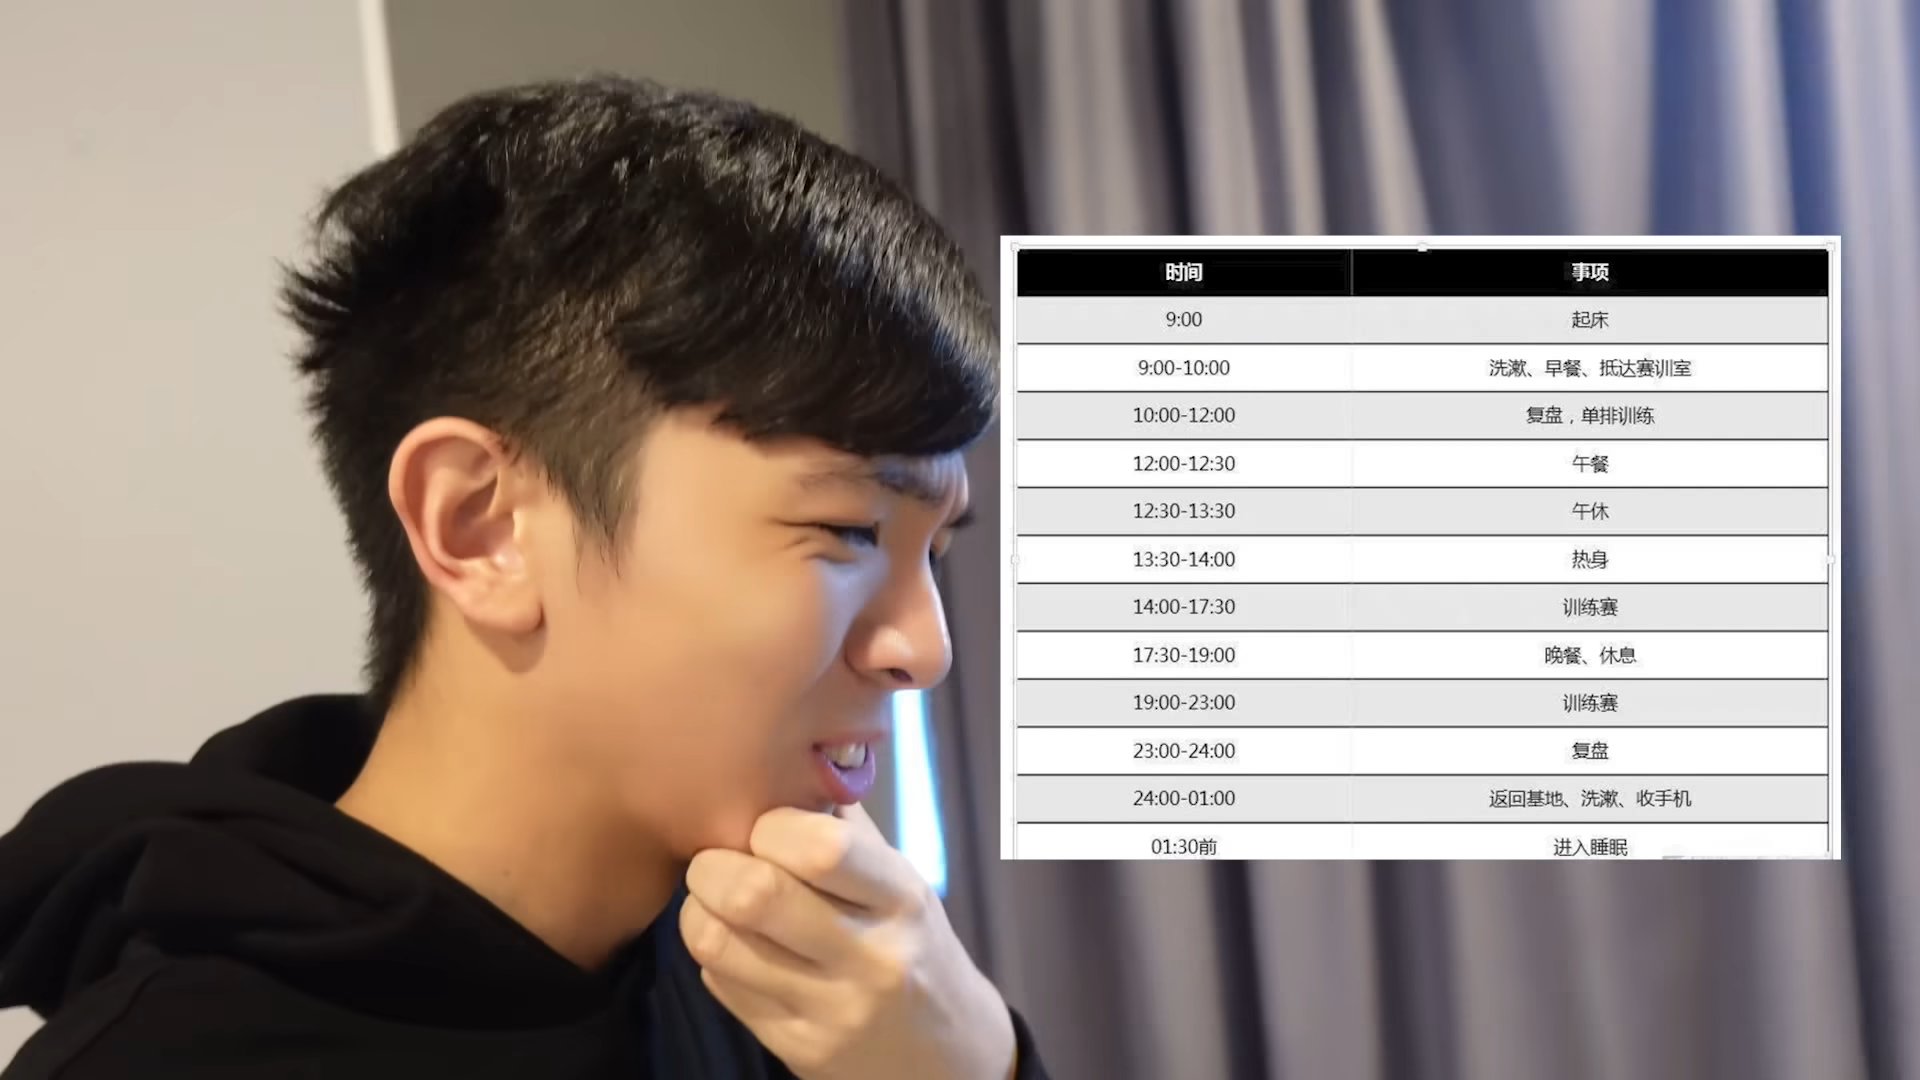 时间 事项
9:00 起床
9:00-10:00 洗漱、早餐、抵达赛训室
10:00-12:00 复盘，单排训练
12:00-12:30 午餐
12:30-13:30 午休
13:30-14:00 热身
14:00-17:30 训练赛
17:30-19:00 晚餐、休息
19:00-23:00 训练赛
23:00-24:00 复盘
24:00-01:00 返回基地、洗漱、收手机
01:30前 进入睡眠